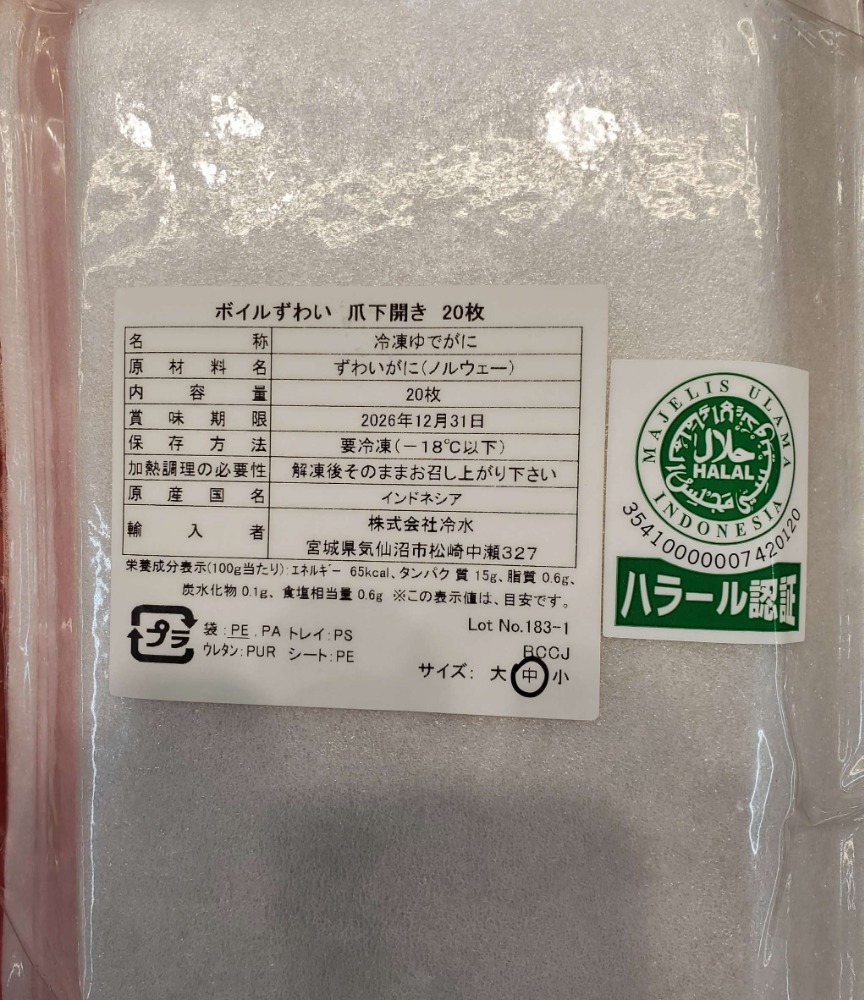 ボイルずわい 爪下開き 20枚
名称 冷凍ゆでがに
原材料名 ずわいがに(ノルウェー)
内容量 20枚
賞味期限 2026年12月31日
保存方法 要冷凍(-18℃以下)
加熱調理の必要性 解凍後そのままお召し上がり下さい
原産国名 インドネシア
輸入者 株式会社冷水
宮城県気仙沼市松崎中瀬327
栄養成分表示(100g当たり):エネルギー 65kcal、タンパク質 15g、脂質 0.6g、
炭水化物 0.1g、食塩相当量 0.6g ※この表示値は、目安です。
プラ
袋:PE.PA トレイ:PS
ウレタン:PUR シート:PE
Lot No.183-1
BCCJ
サイズ: 大 中 小
MAJELIS ULAMA
حلال
HALAL
INDONESIA
35410000007420120
ハラール認証